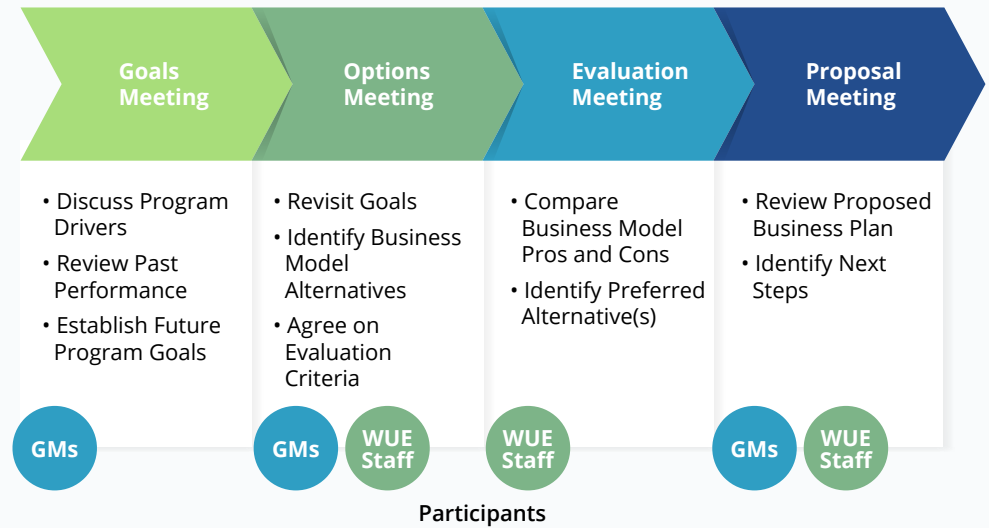 Goals
Meeting
Options
Meeting
Evaluation
Meeting
Proposal
Meeting
• Discuss Program
Drivers
• Review Past
Performance
• Establish Future
Program Goals
• Revisit Goals
• Identify Business
Model
Alternatives
• Agree on
Evaluation
Criteria
• Compare
Business Model
Pros and Cons
• Identify Preferred
Alternative(s)
• Review Proposed
Business Plan
• Identify Next
Steps
GMs
GMs
WUE
Staff
WUE
Staff
GMs
WUE
Staff
Participants